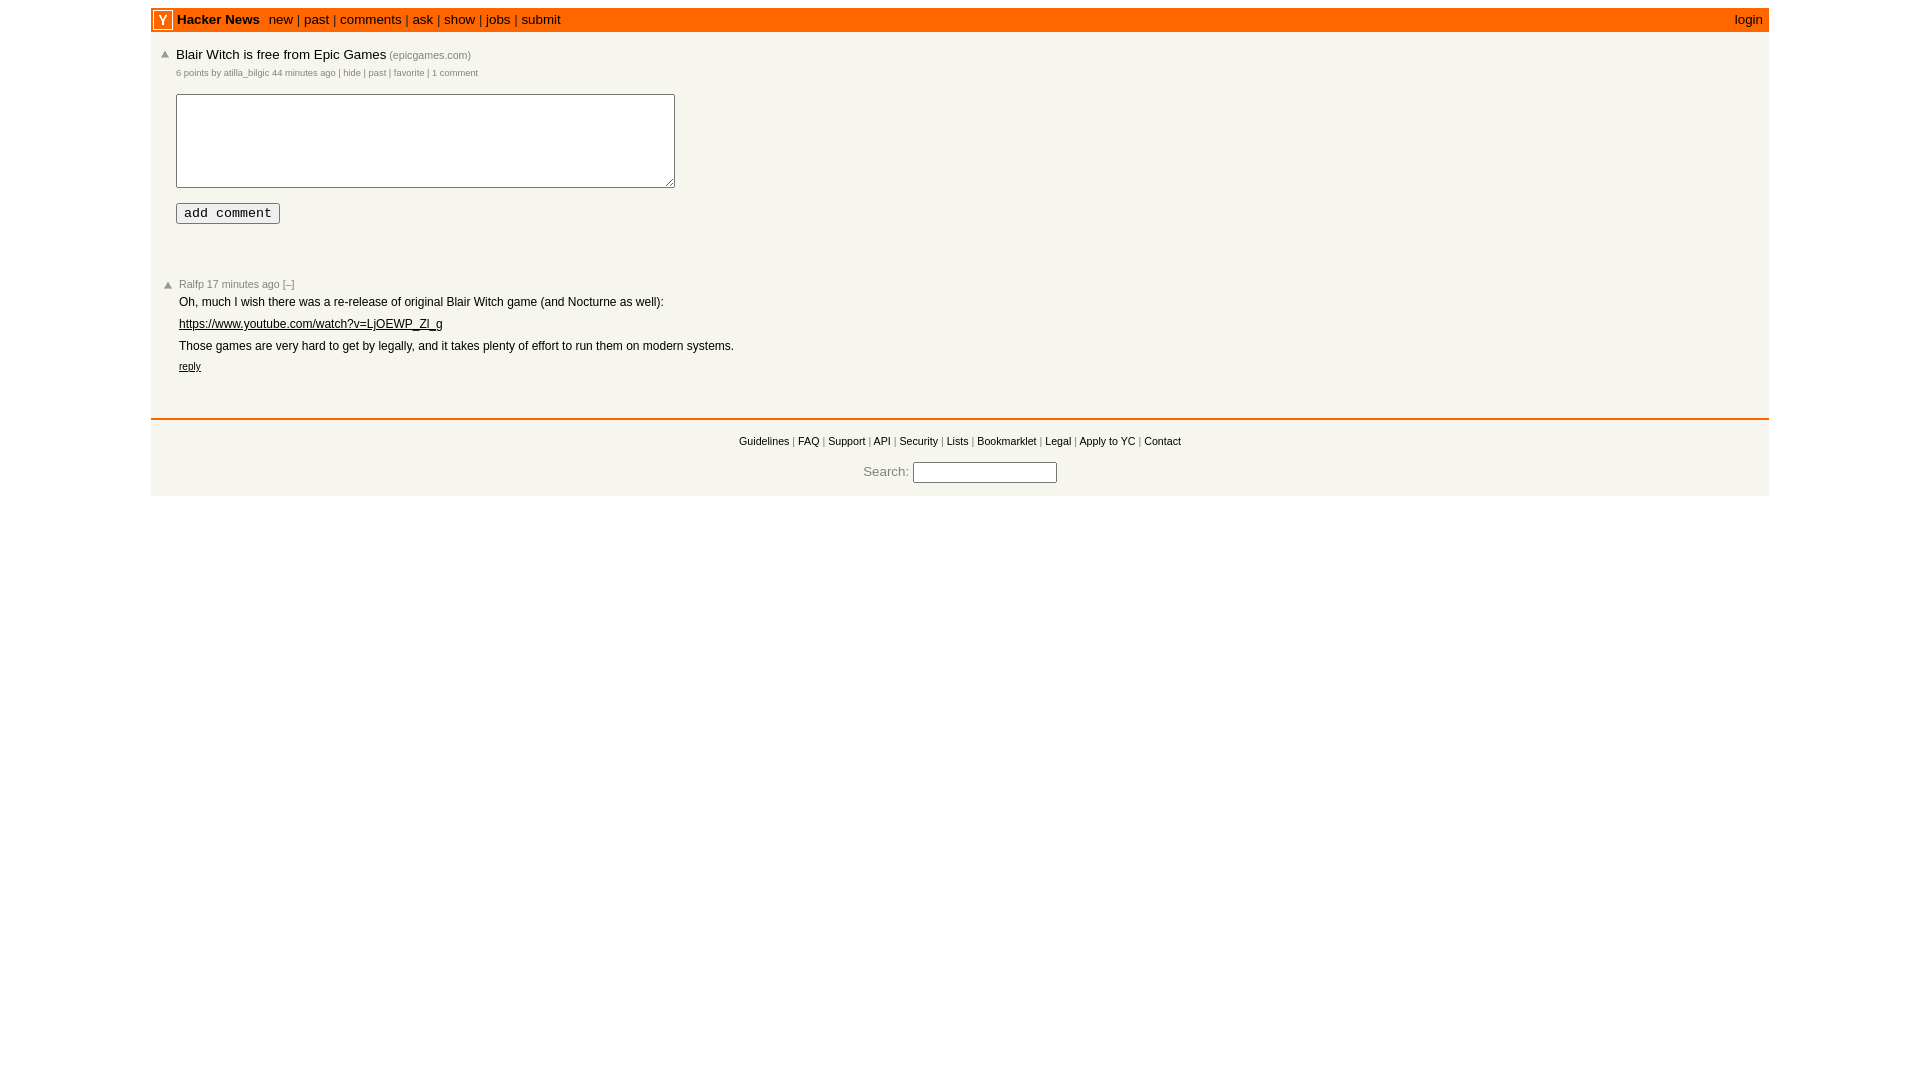 Y Hacker News new | past | comments | ask | show | jobs | submit login
Blair Witch is free from Epic Games (epicgames.com)
6 points by atilla_bilgic 44 minutes ago | hide | past | favorite | 1 comment
add comment
Ralfp 17 minutes ago [–]
Oh, much I wish there was a re-release of original Blair Witch game (and Nocturne as well):
https://www.youtube.com/watch?v=LjOEWP_Zl_g
Those games are very hard to get by legally, and it takes plenty of effort to run them on modern systems.
reply
Guidelines | FAQ | Support | API | Security | Lists | Bookmarklet | Legal | Apply to YC | Contact
Search: